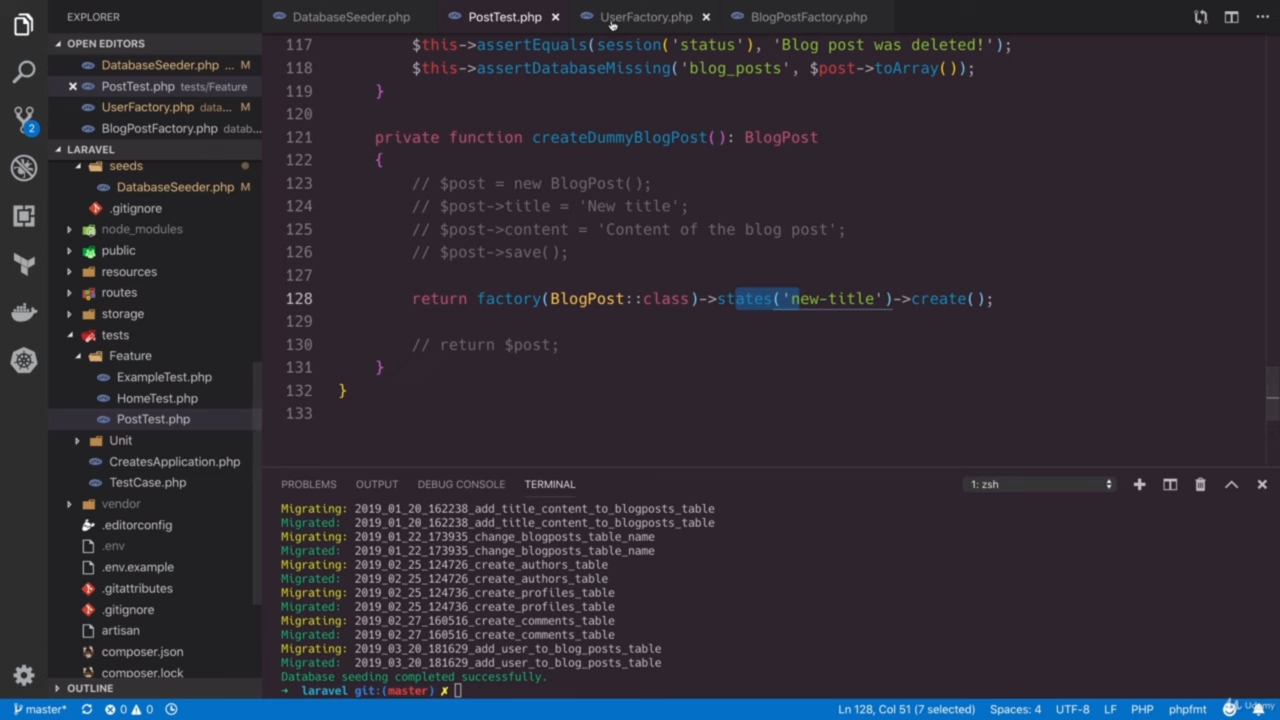 EXPLORER
DatabaseSeeder.php
PostTest.php
UserFactory.php
BlogPostFactory.php
OPEN EDITORS
DatabaseSeeder.php ... M
PostTest.php tests/Feature
UserFactory.php data... M
BlogPostFactory.php datab...
LARAVEL
seeds
DatabaseSeeder.php M
.gitignore
node_modules
public
resources
routes
storage
tests
Feature
ExampleTest.php
HomeTest.php
PostTest.php
Unit
CreatesApplication.php
TestCase.php
vendor
.editorconfig
.env
.env.example
.gitattributes
.gitignore
artisan
composer.json
composer.lock
OUTLINE
2
117 $this->assertEquals(session('status'), 'Blog post was deleted!');
118 $this->assertDatabaseMissing('blog_posts', $post->toArray());
119 }
120
121 private function createDummyBlogPost(): BlogPost
122 {
123 // $post = new BlogPost();
124 // $post->title = 'New title';
125 // $post->content = 'Content of the blog post';
126 // $post->save();
127
128 return factory(BlogPost::class)->states('new-title')->create();
129
130 // return $post;
131 }
132 }
133
PROBLEMS OUTPUT DEBUG CONSOLE TERMINAL 1: zsh
Migrating: 2019_01_20_162238_add_title_content_to_blogposts_table
Migrated: 2019_01_20_162238_add_title_content_to_blogposts_table
Migrating: 2019_01_22_173935_change_blogposts_table_name
Migrated: 2019_01_22_173935_change_blogposts_table_name
Migrating: 2019_02_25_124726_create_authors_table
Migrated: 2019_02_25_124726_create_authors_table
Migrating: 2019_02_25_124736_create_profiles_table
Migrated: 2019_02_25_124736_create_profiles_table
Migrating: 2019_02_27_160516_create_comments_table
Migrated: 2019_02_27_160516_create_comments_table
Migrating: 2019_03_20_181629_add_user_to_blog_posts_table
Migrated: 2019_03_20_181629_add_user_to_blog_posts_table
Database seeding completed successfully.
➜ laravel git:(master) ✗
master* 0 0 Ln 128, Col 51 (7 selected) Spaces: 4 UTF-8 LF PHP phpfmt
Udemy